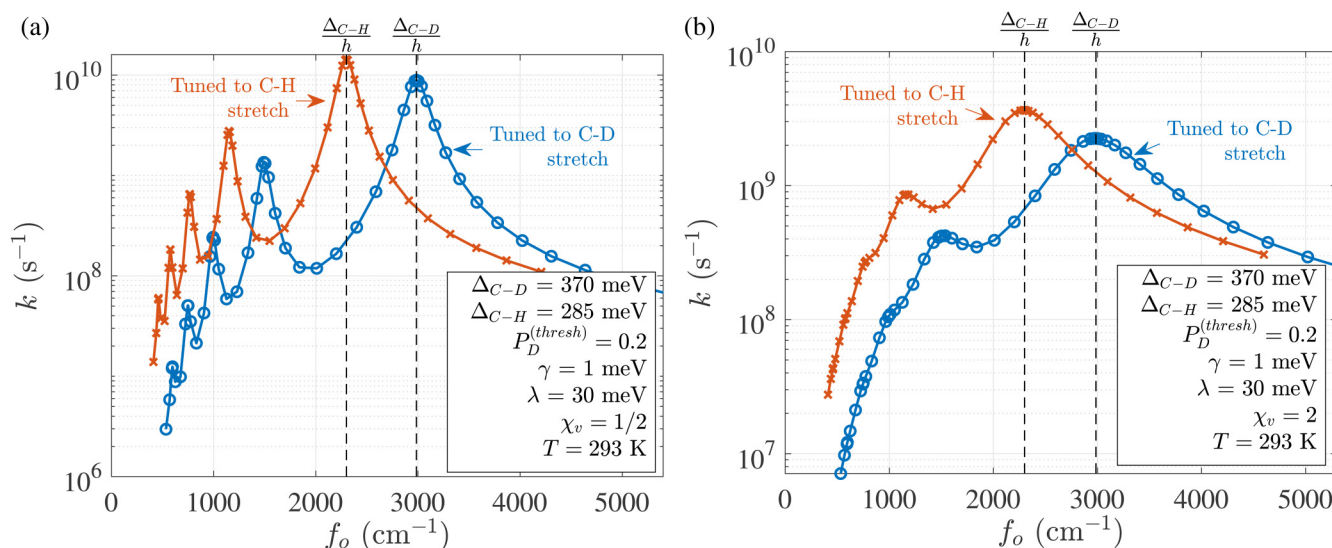 (a)
Δ_{C−H}/h
Δ_{C−D}/h
Tuned to C-H
stretch
Tuned to C-D
stretch
10^{10}
10^{9}
10^{8}
10^{6}
k (s^{−1})
Δ_{C−D} = 370 meV
Δ_{C−H} = 285 meV
P_D^{(thresh)} = 0.2
γ = 1 meV
λ = 30 meV
χ_v = 1/2
T = 293 K
0 1000 2000 3000 4000 5000
f_o (cm^{−1})
(b)
Δ_{C−H}/h
Δ_{C−D}/h
Tuned to C-H
stretch
Tuned to C-D
stretch
10^{10}
10^{9}
10^{8}
10^{7}
k (s^{−1})
Δ_{C−D} = 370 meV
Δ_{C−H} = 285 meV
P_D^{(thresh)} = 0.2
γ = 1 meV
λ = 30 meV
χ_v = 2
T = 293 K
0 1000 2000 3000 4000 5000
f_o (cm^{−1})